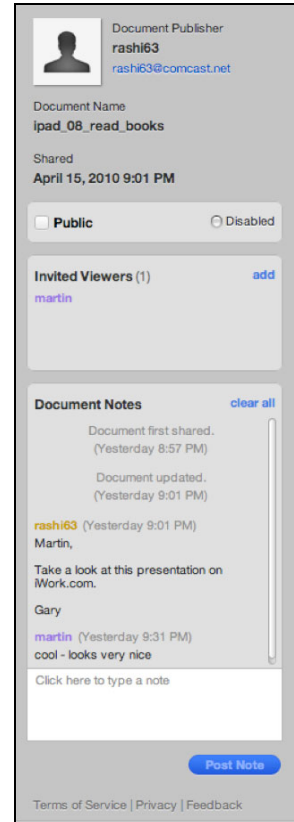 Document Publisher
rashi63
rashi63@comcast.net
Document Name
ipad_08_read_books
Shared
April 15, 2010 9:01 PM
Public Disabled
Invited Viewers (1) add
martin
Document Notes clear all
Document first shared.
(Yesterday 8:57 PM)
Document updated.
(Yesterday 9:01 PM)
rashi63 (Yesterday 9:01 PM)
Martin,
Take a look at this presentation on
iWork.com.
Gary
martin (Yesterday 9:31 PM)
cool - looks very nice
Click here to type a note
Post Note
Terms of Service | Privacy | Feedback